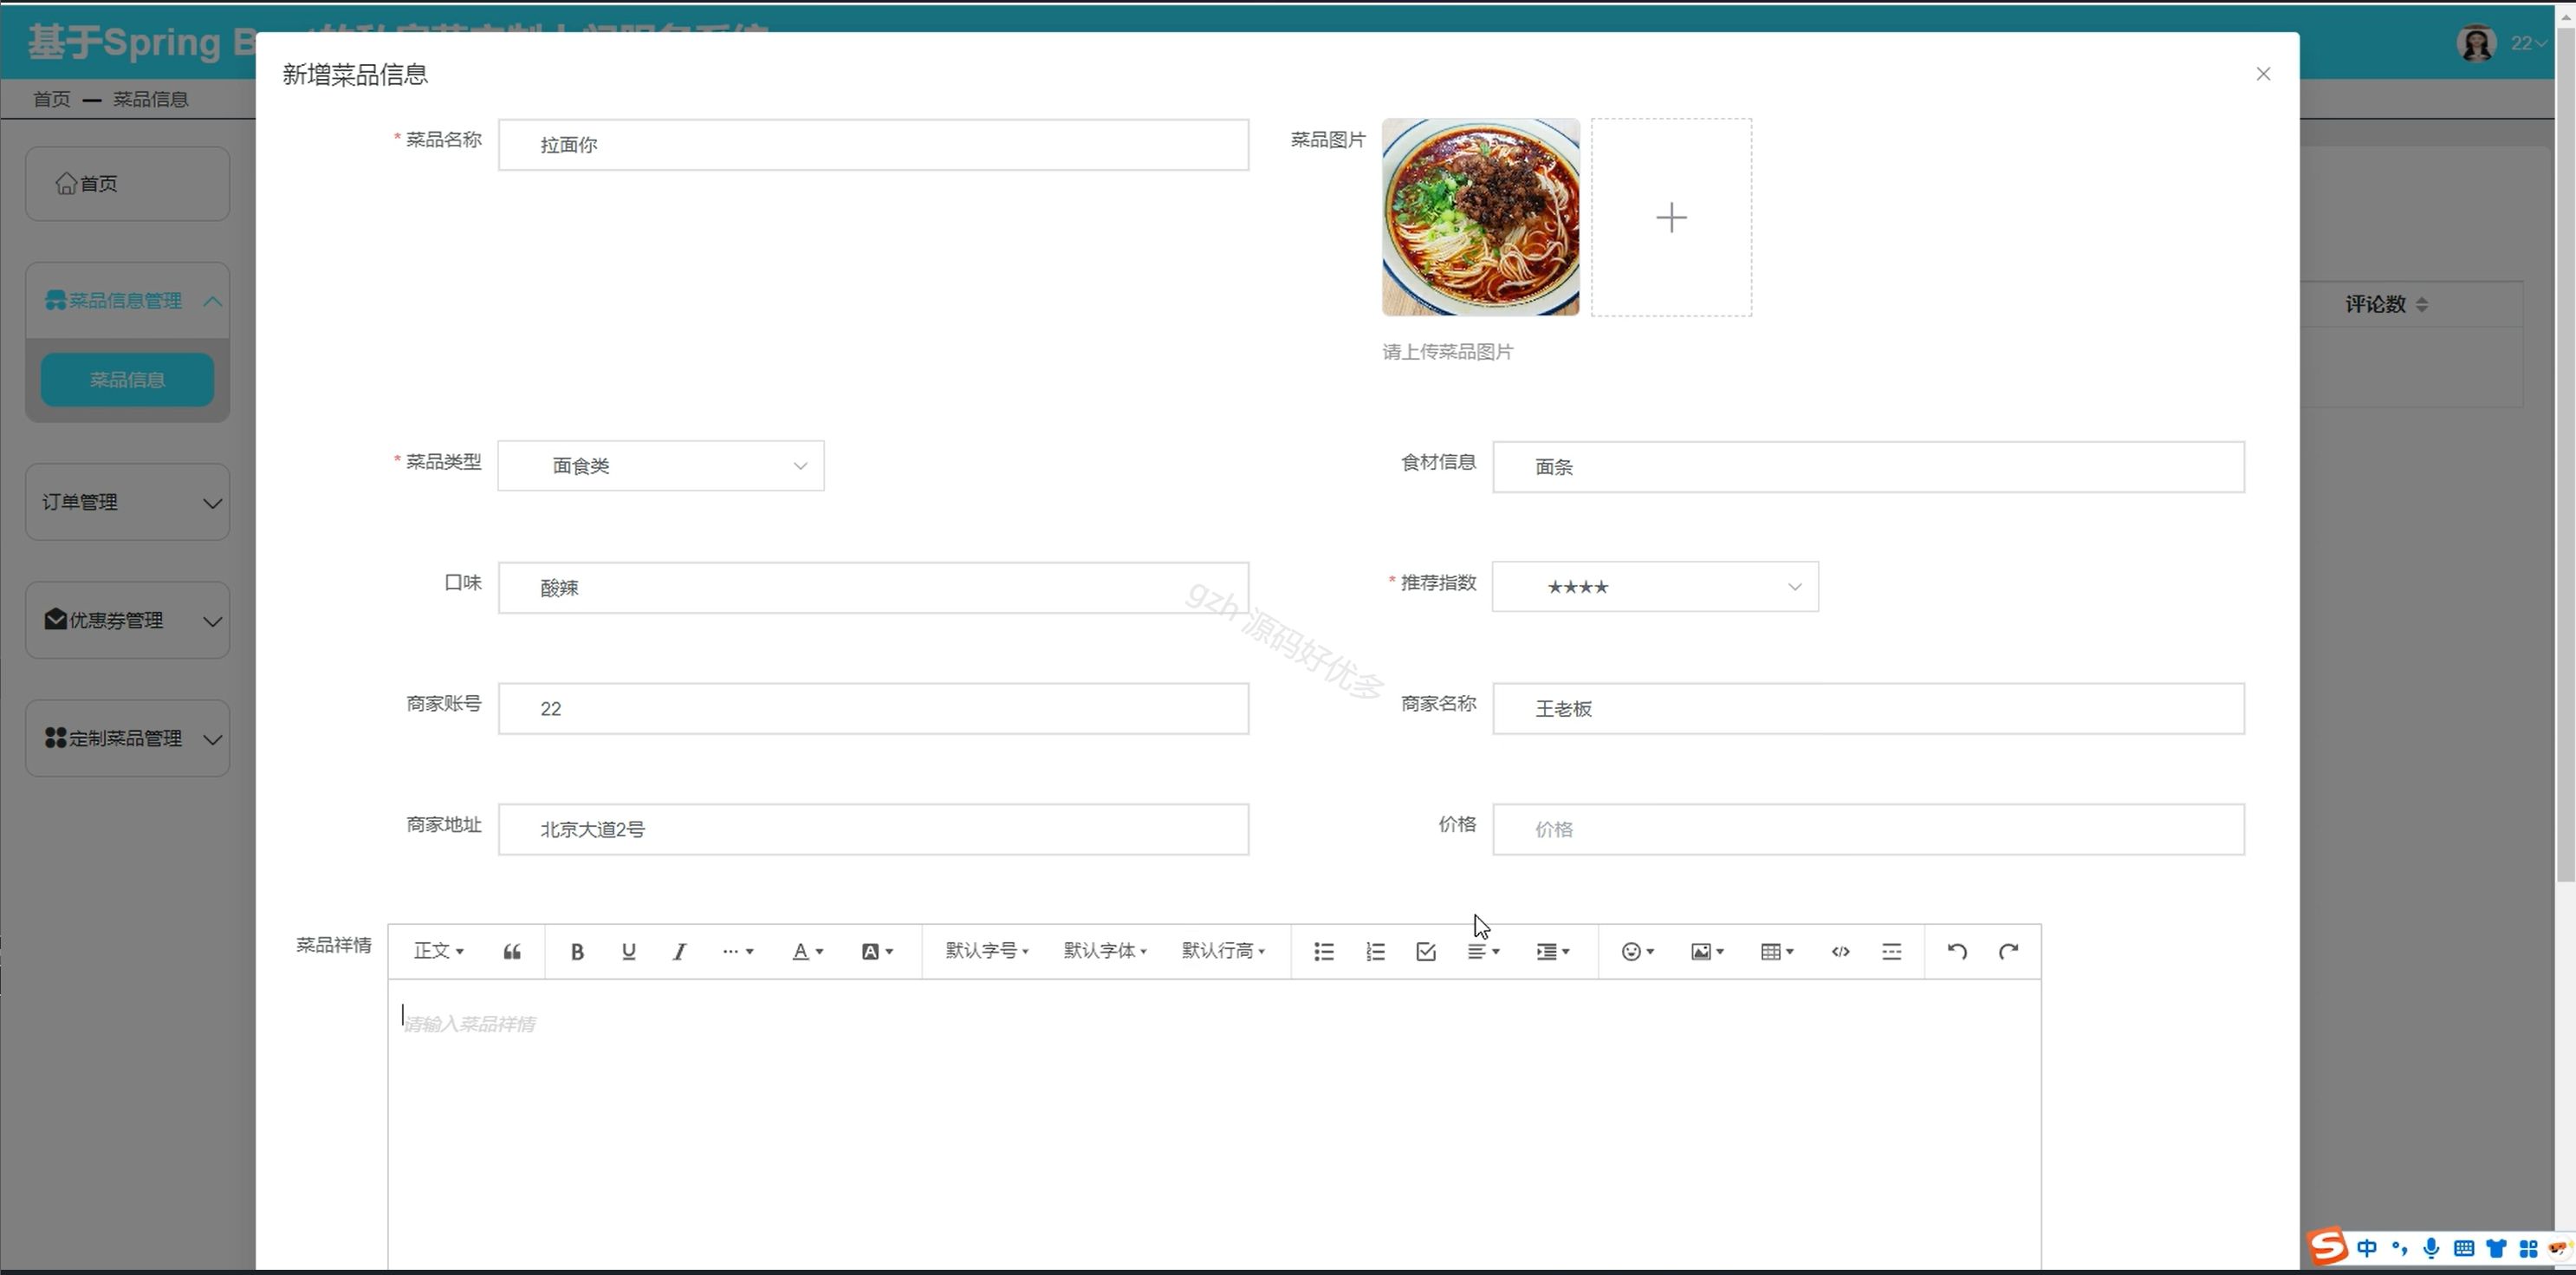 基于Spring B
22
首页 — 菜品信息
新增菜品信息
* 菜品名称 拉面你
菜品图片
请上传菜品图片
首页
菜品信息管理
菜品信息
订单管理
优惠券管理
定制菜品管理
评论数
* 菜品类型 面食类
食材信息 面条
口味 酸辣
* 推荐指数 ★★★★
gzh 源码好优多
商家账号 22
商家名称 王老板
商家地址 北京大道2号
价格 价格
菜品祥情
正文 B U I A A 默认字号 默认字体 默认行高
请输入菜品祥情
中